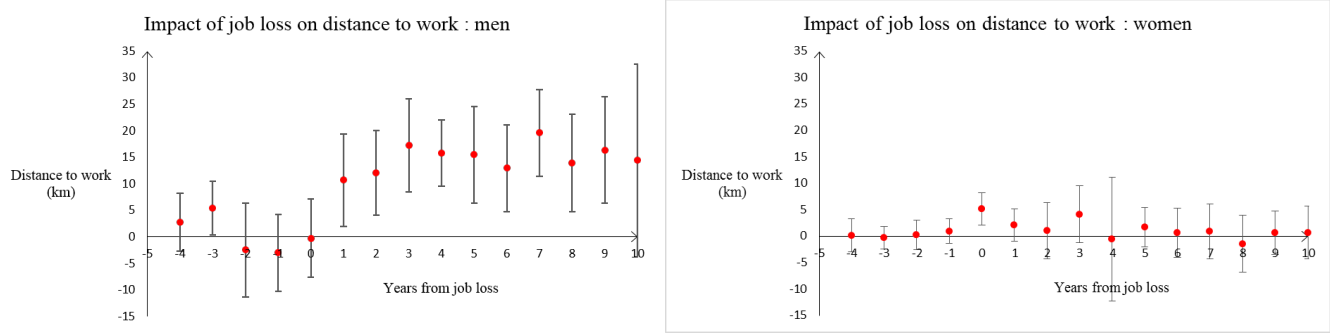 Impact of job loss on distance to work : men
35
30
25
20
15
10
5
0
-5
-10
-15
Distance to work
(km)
-5 -4 -3 -2 -1 0 1 2 3 4 5 6 7 8 9 10
Years from job loss
Impact of job loss on distance to work : women
35
30
25
20
15
10
5
0
-5
-10
-15
Distance to work
(km)
-5 -4 -3 -2 -1 0 1 2 3 4 5 6 7 8 9 10
Years from job loss